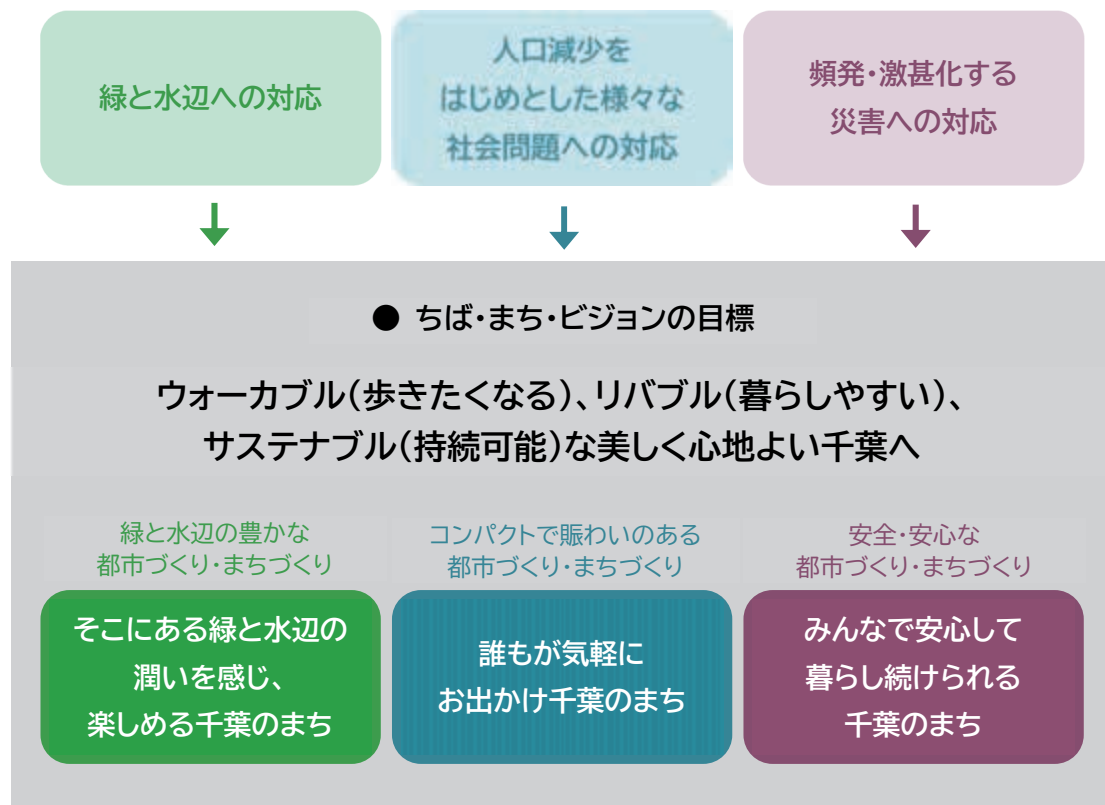 緑と水辺への対応
人口減少を
はじめとした様々な
社会問題への対応
頻発・激甚化する
災害への対応
● ちば・まち・ビジョンの目標
ウォーカブル(歩きたくなる)、リバブル(暮らしやすい)、
サステナブル(持続可能)な美しく心地よい千葉へ
緑と水辺の豊かな
都市づくり・まちづくり
そこにある緑と水辺の
潤いを感じ、
楽しめる千葉のまち
コンパクトで賑わいのある
都市づくり・まちづくり
誰もが気軽に
お出かけ千葉のまち
安全・安心な
都市づくり・まちづくり
みんなで安心して
暮らし続けられる
千葉のまち